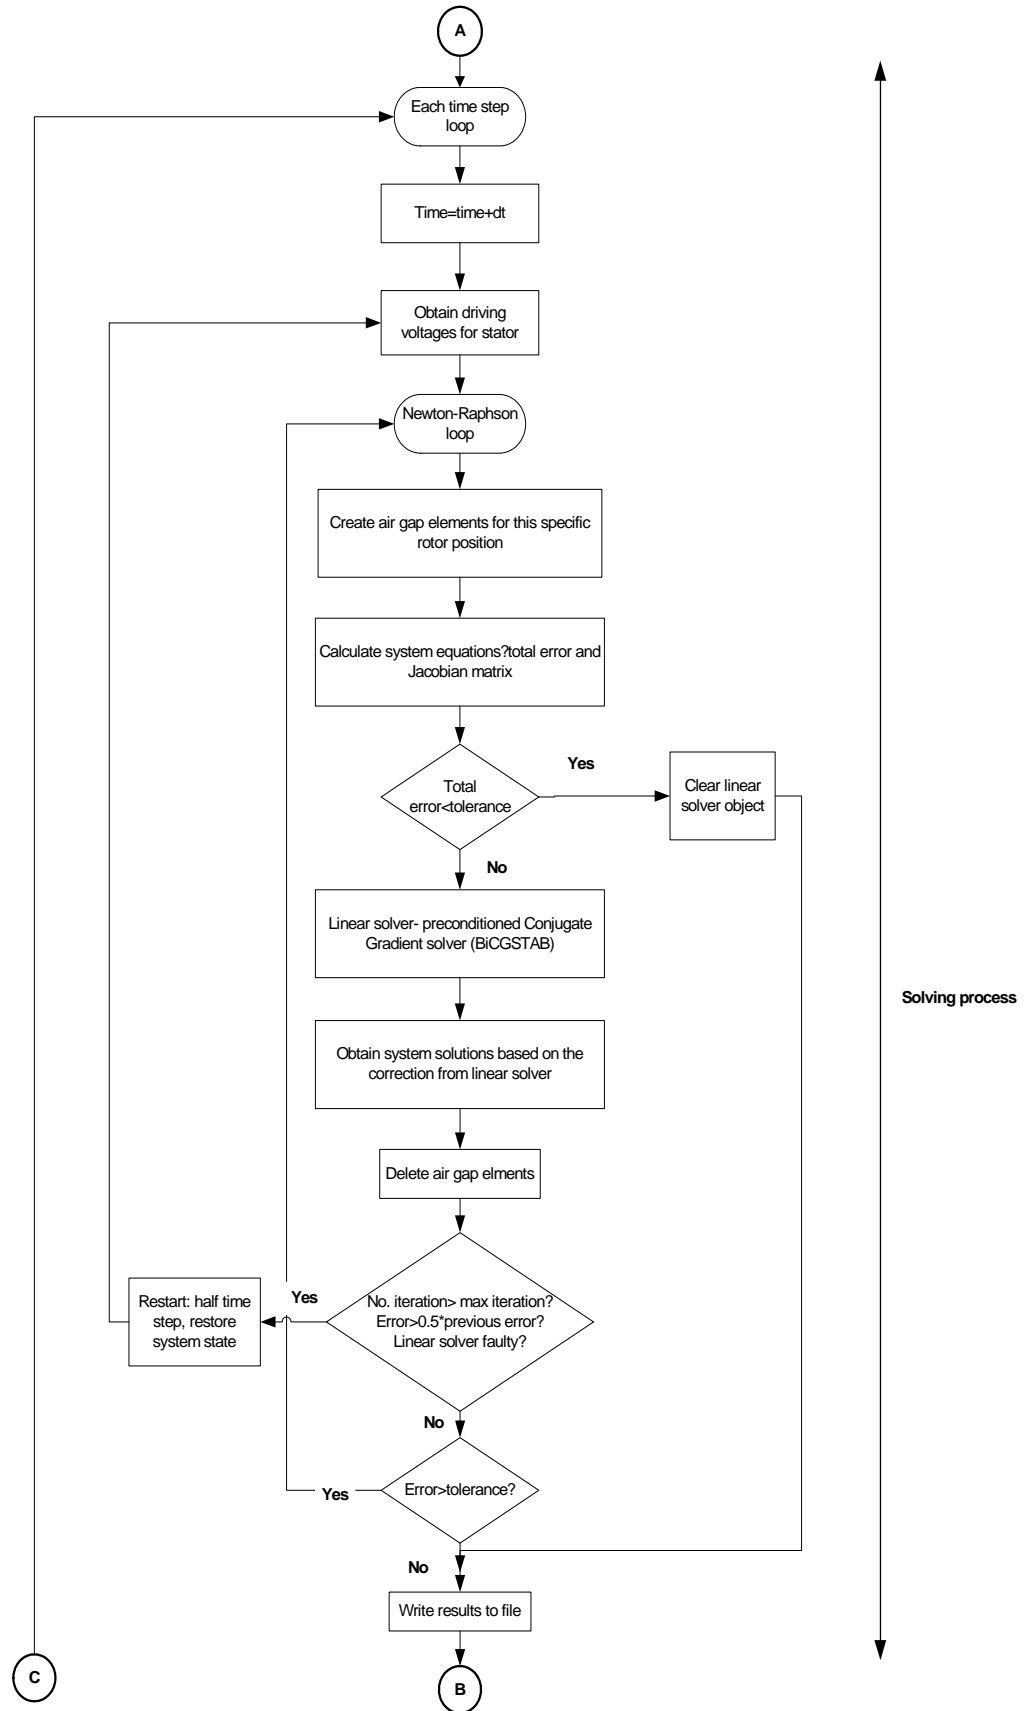 A
Each time step
loop
Time=time+dt
Obtain driving
voltages for stator
Newton-Raphson
loop
Create air gap elements for this specific
rotor position
Calculate system equations?total error and
Jacobian matrix
Total
error<tolerance
Yes
Clear linear
solver object
No
Linear solver- preconditioned Conjugate
Gradient solver (BiCGSTAB)
Solving process
Obtain system solutions based on the
correction from linear solver
Delete air gap elments
No. iteration> max iteration?
Error>0.5*previous error?
Linear solver faulty?
Yes
Restart: half time
step, restore
system state
No
Error>tolerance?
Yes
No
Write results to file
C
B